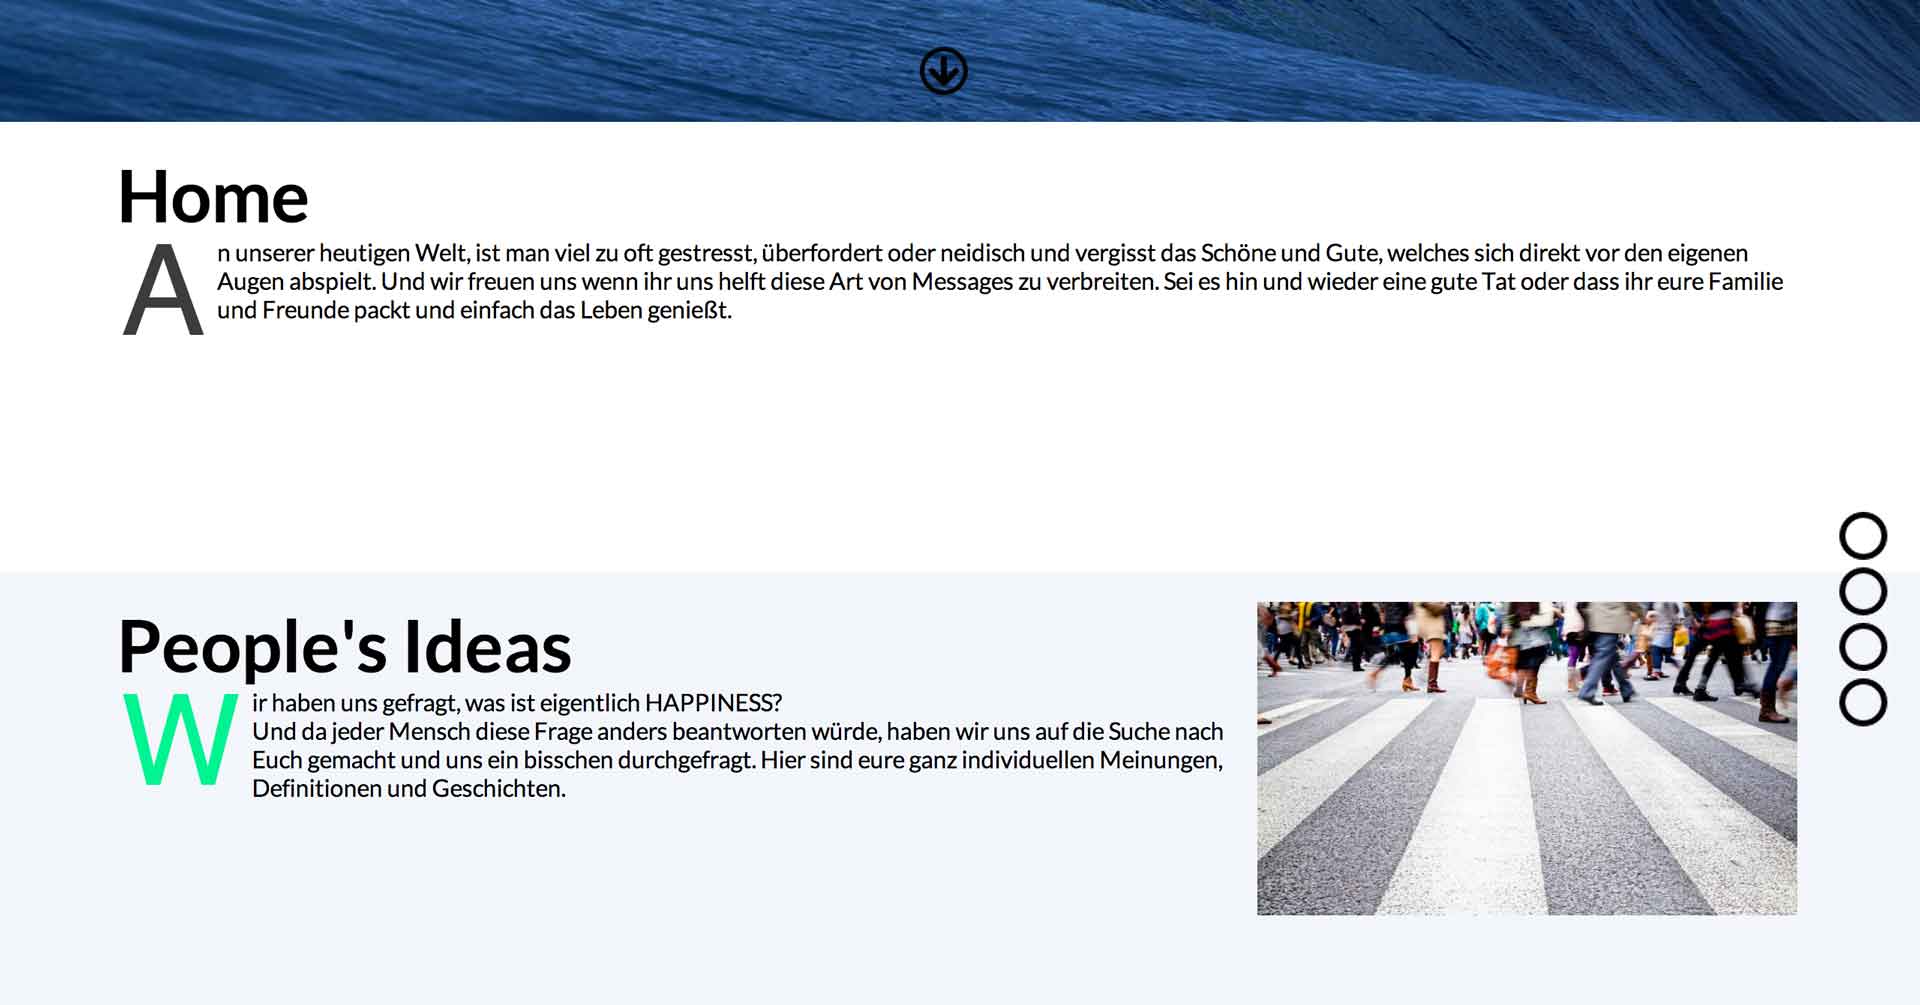 Home
An unserer heutigen Welt, ist man viel zu oft gestresst, überfordert oder neidisch und vergisst das Schöne und Gute, welches sich direkt vor den eigenen
Augen abspielt. Und wir freuen uns wenn ihr uns helft diese Art von Messages zu verbreiten. Sei es hin und wieder eine gute Tat oder dass ihr eure Familie
und Freunde packt und einfach das Leben genießt.
People's Ideas
Wir haben uns gefragt, was ist eigentlich HAPPINESS?
Und da jeder Mensch diese Frage anders beantworten würde, haben wir uns auf die Suche nach
Euch gemacht und uns ein bisschen durchgefragt. Hier sind eure ganz individuellen Meinungen,
Definitionen und Geschichten.